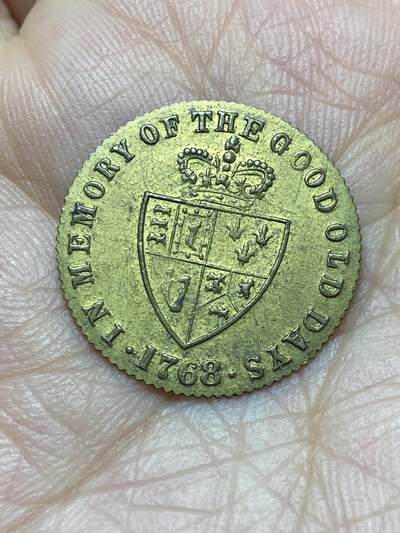 · IN MEMORY OF THE GOOD OLD DAYS ·
1768